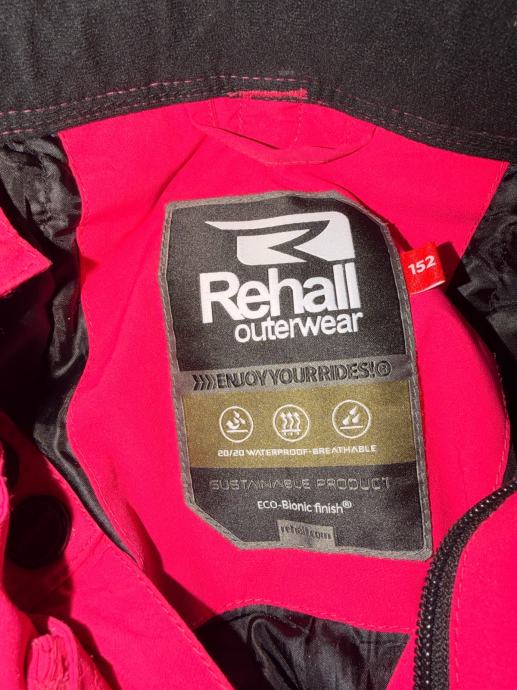 Rehall
outerwear
152
》》ENJOYYOURRIDES!®
20/20 WATERPROOF-BREATHABLE
SUSTAINABLE PRODUCT
ECO-Bionic finish®
rehall.com